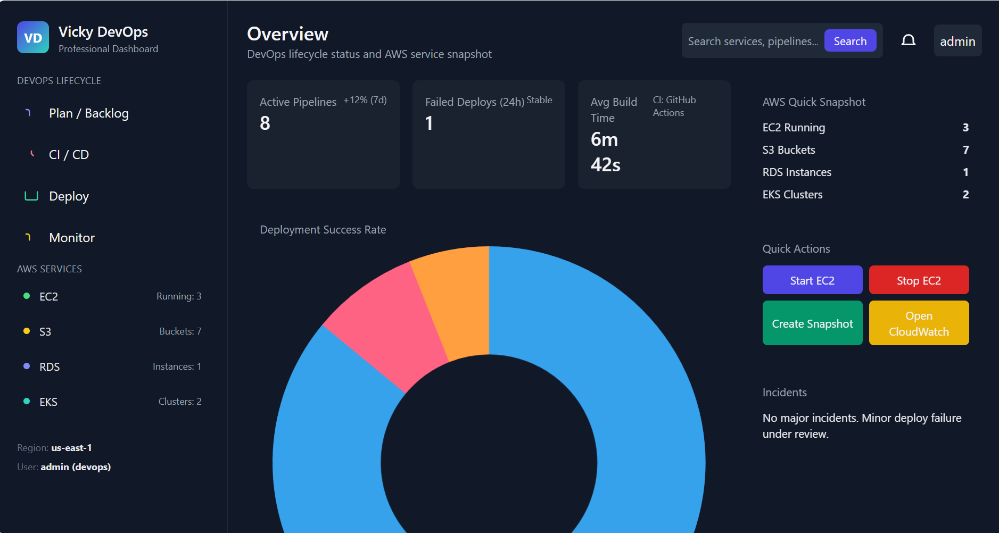 VD
Vicky DevOps
Professional Dashboard
DEVOPS LIFECYCLE
Plan / Backlog
CI / CD
Deploy
Monitor
AWS SERVICES
EC2 Running: 3
S3 Buckets: 7
RDS Instances: 1
EKS Clusters: 2
Region: us-east-1
User: admin (devops)
Overview
DevOps lifecycle status and AWS service snapshot
Search services, pipelines...
Search
admin
Active Pipelines
+12% (7d)
8
Failed Deploys (24h)
Stable
1
Avg Build
Time
CI: GitHub
Actions
6m
42s
Deployment Success Rate
AWS Quick Snapshot
EC2 Running 3
S3 Buckets 7
RDS Instances 1
EKS Clusters 2
Quick Actions
Start EC2
Stop EC2
Create Snapshot
Open
CloudWatch
Incidents
No major incidents. Minor deploy failure
under review.